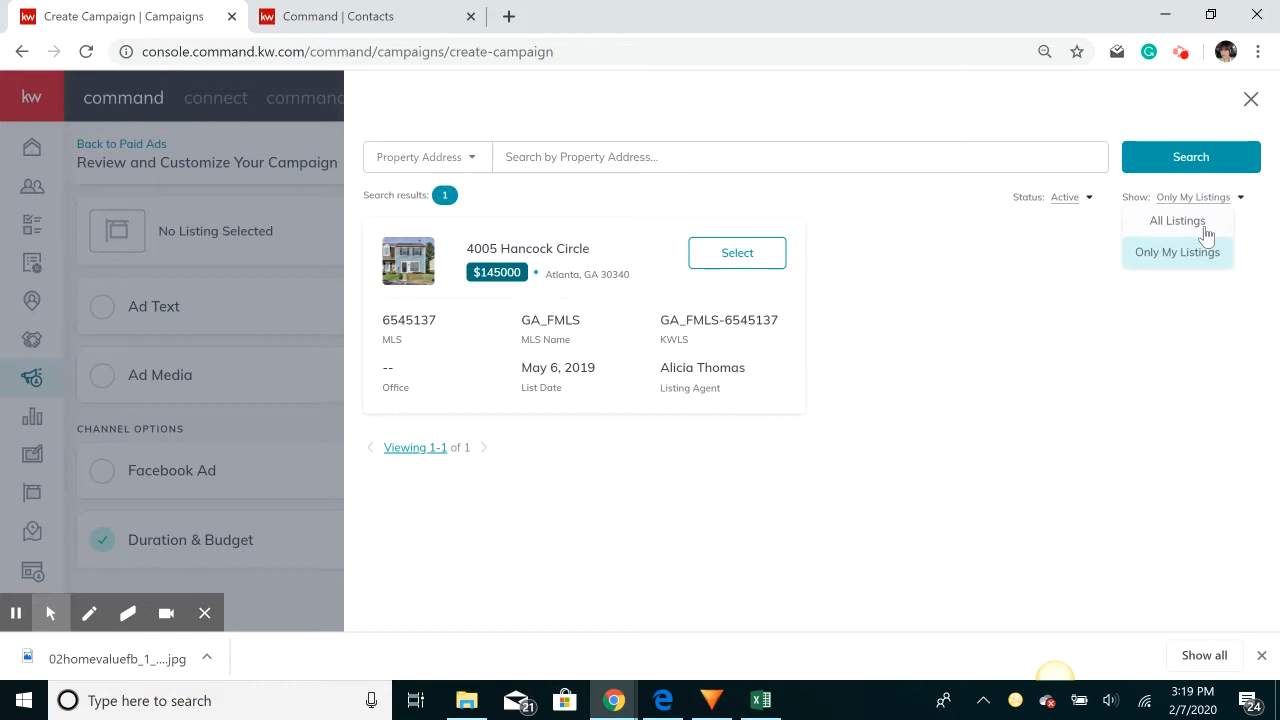 kw Create Campaign | Campaigns
kw Command | Contacts
console.command.kw.com/command/campaigns/create-campaign
kw command connect command
Back to Paid Ads
Review and Customize Your Campaign
No Listing Selected
Ad Text
Ad Media
CHANNEL OPTIONS
Facebook Ad
Duration & Budget
Property Address
Search by Property Address...
Search
Search results: 1
Status: Active
Show: Only My Listings
All Listings
Only My Listings
4005 Hancock Circle
$145000
Atlanta, GA 30340
Select
6545137
MLS
GA_FMLS
MLS Name
GA_FMLS-6545137
KWLS
--
Office
May 6, 2019
List Date
Alicia Thomas
Listing Agent
Viewing 1-1 of 1
02homevaluefb_1_....jpg
Show all
Type here to search
21
3:19 PM
2/7/2020
24